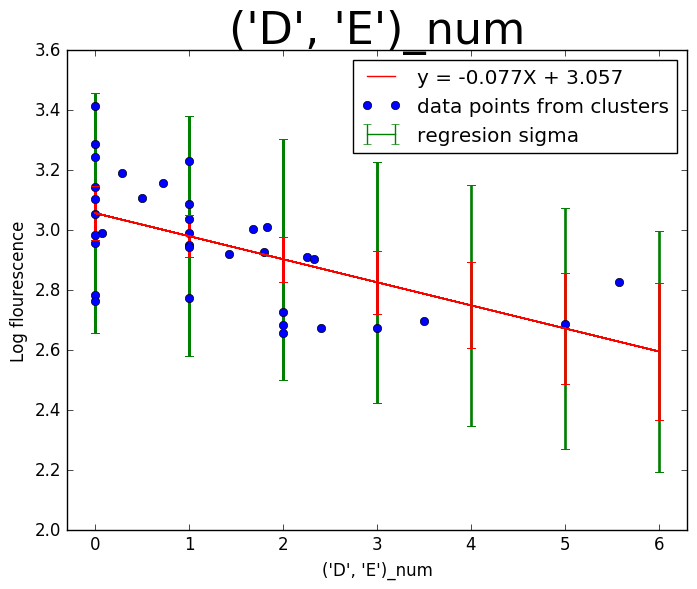 ('D', 'E')_num
y = -0.077X + 3.057
data points from clusters
regresion sigma
Log flourescence
3.6
3.4
3.2
3.0
2.8
2.6
2.4
2.2
2.0
0 1 2 3 4 5 6
('D', 'E')_num